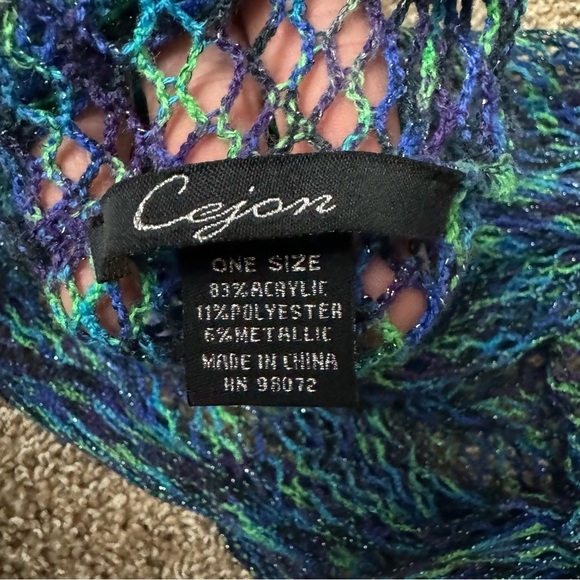 Cejon
ONE SIZE
83% ACRYLIC
11% POLYESTER
6% METALLIC
MADE IN CHINA
RN 98072